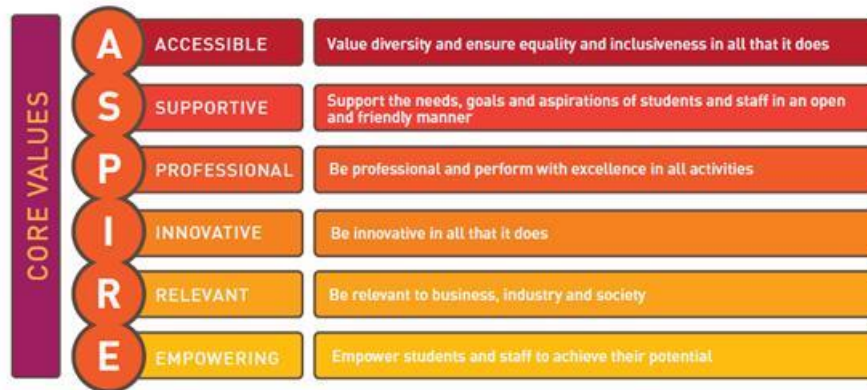 CORE VALUES
A ACCESSIBLE Value diversity and ensure equality and inclusiveness in all that it does
S SUPPORTIVE Support the needs, goals and aspirations of students and staff in an open
and friendly manner
P PROFESSIONAL Be professional and perform with excellence in all activities
I INNOVATIVE Be innovative in all that it does
R RELEVANT Be relevant to business, industry and society
E EMPOWERING Empower students and staff to achieve their potential